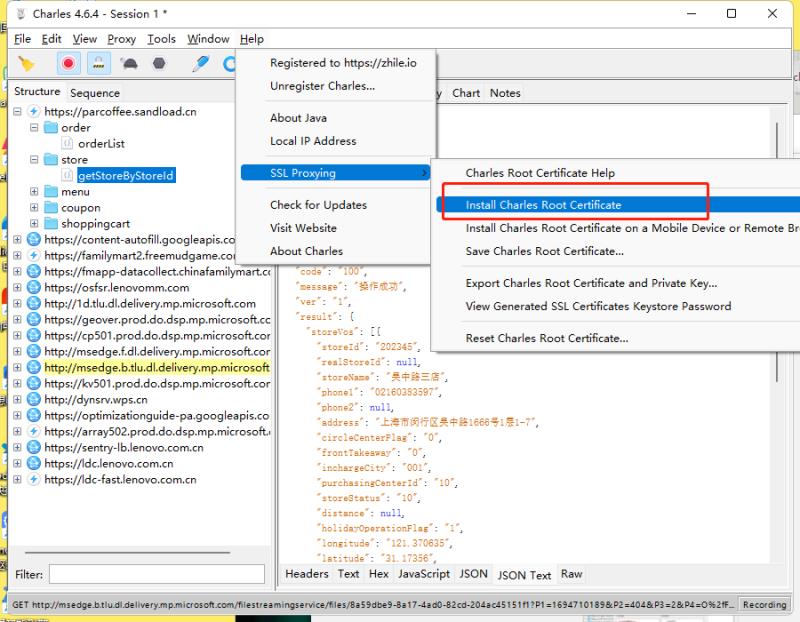 Charles 4.6.4 - Session 1 *
File Edit View Proxy Tools Window Help
Structure Sequence
https://parcoffee.sandload.cn
order
orderList
store
getStoreByStoreId
menu
coupon
shoppingcart
https://content-autofill.googleapis.co
https://familymart2.freemudgame.com
https://fmapp-datacollect.chinafamilymart.c
https://osfsr.lenovomm.com
http://1d.tlu.dl.delivery.mp.microsoft.com
https://geover.prod.do.dsp.mp.microsoft.cc
https://cp501.prod.do.dsp.mp.microsoft.con
http://msedge.f.dl.delivery.mp.microsoft.com
http://msedge.b.tlu.dl.delivery.mp.microsoft
https://kv501.prod.do.dsp.mp.microsoft.con
http://dynsrv.wps.cn
https://optimizationguide-pa.googleapis.co
https://array502.prod.do.dsp.mp.microsoft.
https://sentry-lb.lenovo.com.cn
https://ldc.lenovo.com.cn
https://ldc-fast.lenovo.com.cn
Filter:
Registered to https://zhile.io
Unregister Charles...
About Java
Local IP Address
SSL Proxying
Check for Updates
Visit Website
About Charles
y Chart Notes
Charles Root Certificate Help
Install Charles Root Certificate
Install Charles Root Certificate on a Mobile Device or Remote Br
Save Charles Root Certificate...
Export Charles Root Certificate and Private Key...
View Generated SSL Certificates Keystore Password
Reset Charles Root Certificate...
"code": "100",
"message": "操作成功",
"ver": "1",
"result": {
"storeVos": [{
"storeId": "202345",
"realStoreId": null,
"storeName": "吴中路三店",
"phone1": "02160393597",
"phone2": null,
"address": "上海市闵行区吴中路1666号1层1-7",
"circleCenterFlag": "0",
"frontTakeaway": "0",
"inchargeCity": "001",
"purchasingCenterId": "10",
"storeStatus": "10",
"distance": null,
"holidayOperationFlag": "1",
"longitude": "121.370635",
"latitude": "31.17356",
Headers Text Hex JavaScript JSON JSON Text Raw
GET http://msedge.b.tlu.dl.delivery.mp.microsoft.com/filestreamingservice/files/8a59dbe9-8a17-4ad0-82cd-204ac45151f1?P1=1694710189&P2=404&P3=2&P4=O%2fF... Recording